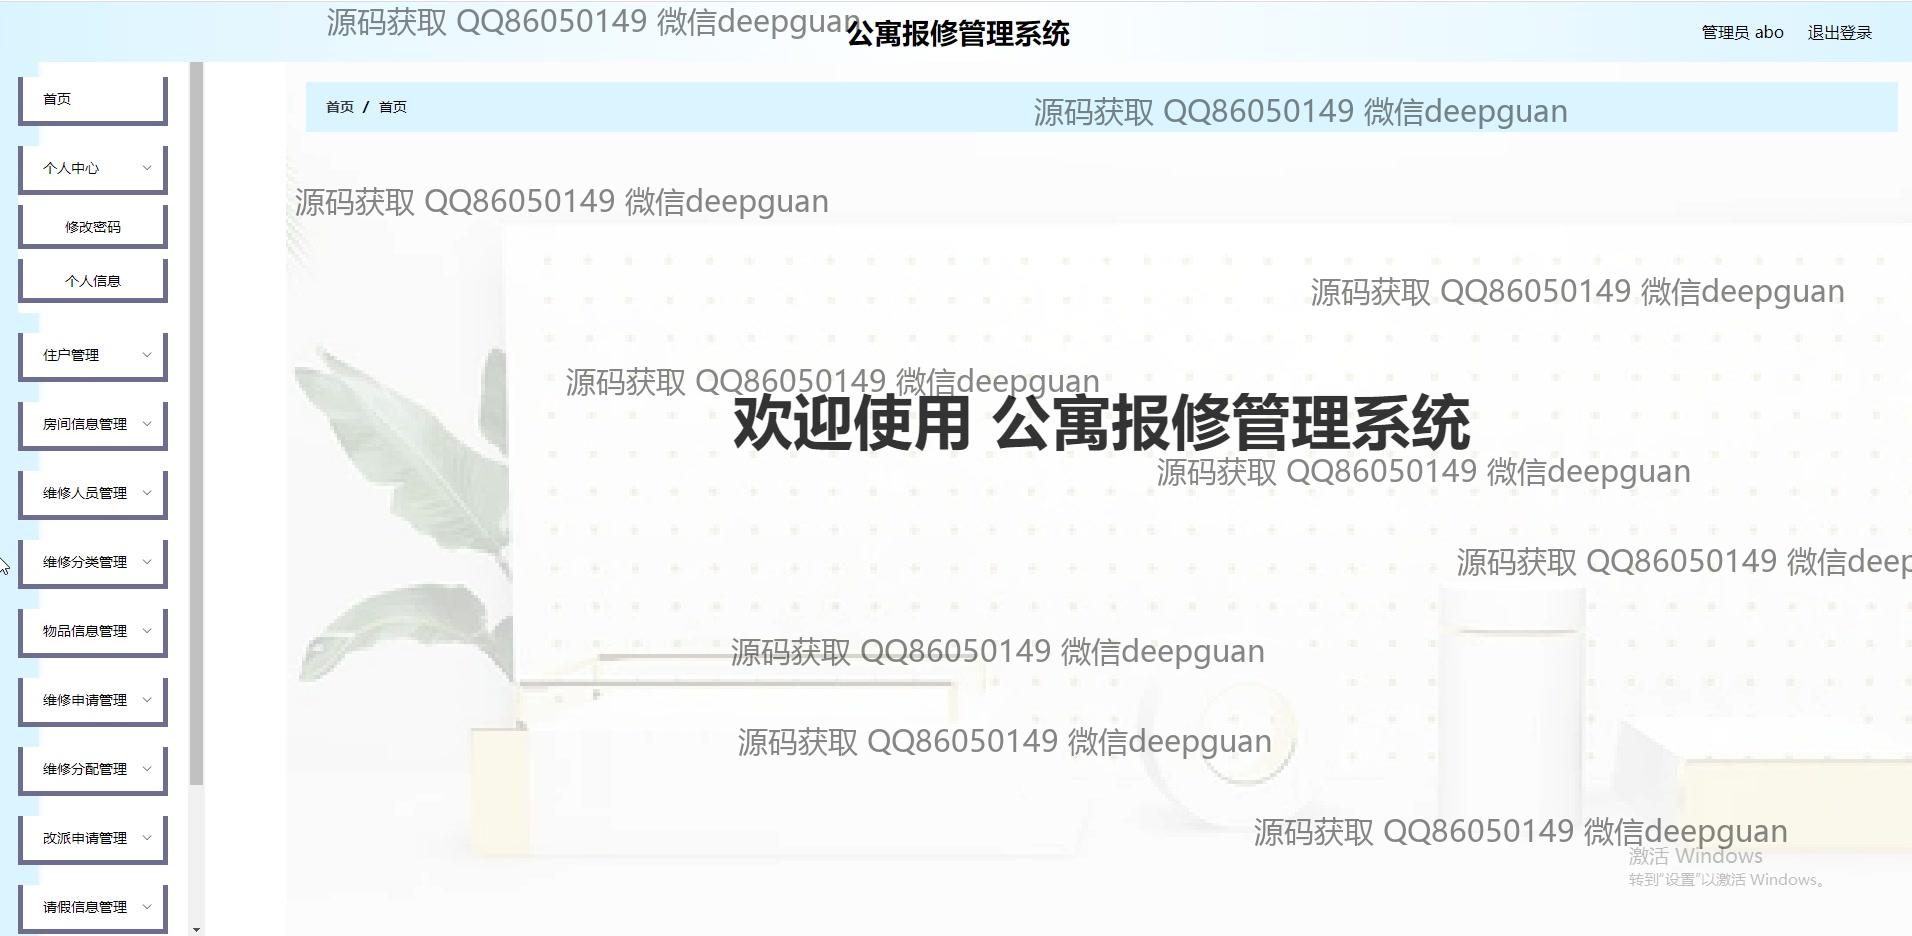 源码获取 QQ86050149 微信deepguan
公寓报修管理系统
管理员 abo
退出登录
首页
个人中心
修改密码
个人信息
住户管理
房间信息管理
维修人员管理
维修分类管理
物品信息管理
维修申请管理
维修分配管理
改派申请管理
请假信息管理
首页 / 首页
源码获取 QQ86050149 微信deepguan
源码获取 QQ86050149 微信deepguan
源码获取 QQ86050149 微信deepguan
源码获取 QQ86050149 微信deepguan
欢迎使用 公寓报修管理系统
源码获取 QQ86050149 微信deepguan
源码获取 QQ86050149 微信deep
源码获取 QQ86050149 微信deepguan
源码获取 QQ86050149 微信deepguan
源码获取 QQ86050149 微信deepguan
激活 Windows
转到“设置”以激活 Windows。